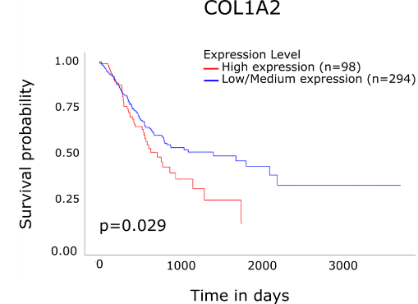 COL1A2
Expression Level
High expression (n=98)
Low/Medium expression (n=294)
Survival probability
1.00
0.75
0.50
0.25
0.00
p=0.029
0
1000
2000
3000
Time in days